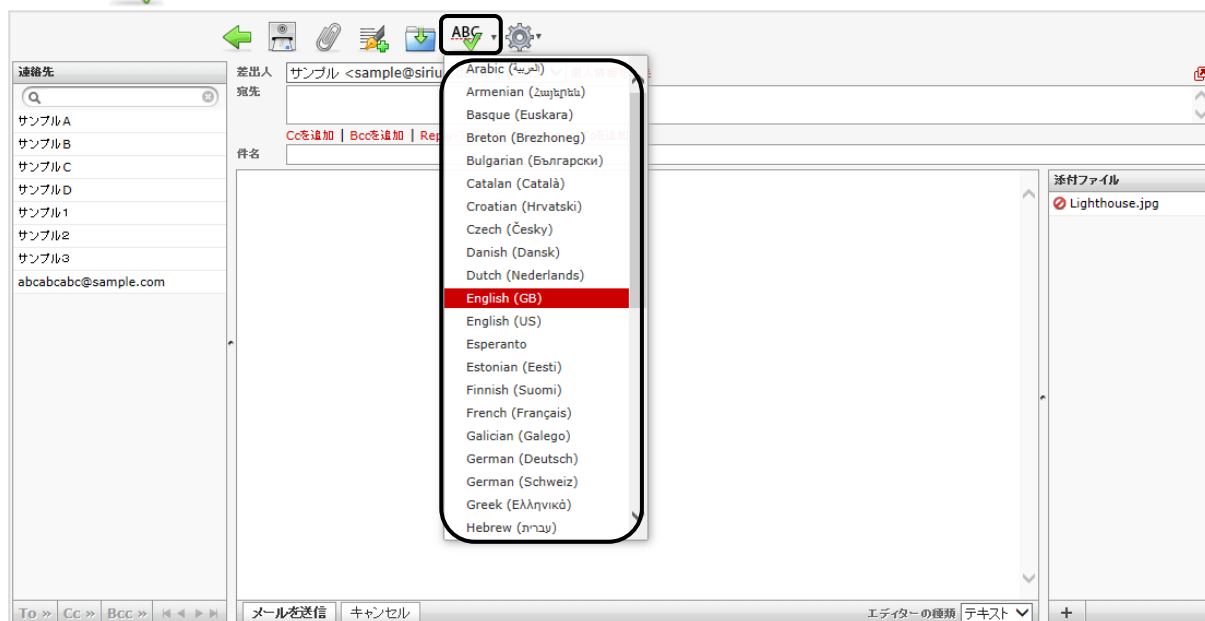 ABC
連絡先
サンプルA
サンプルB
サンプルC
サンプルD
サンプル1
サンプル2
サンプル3
abcabcabc@sample.com
To » Cc » Bcc »
差出人 サンプル <sample@siriu
宛先
Ccを追加 | Bccを追加 | Rep
件名
Arabic (العربية)
Armenian (Հայերեն)
Basque (Euskara)
Breton (Brezhoneg)
Bulgarian (Български)
Catalan (Català)
Croatian (Hrvatski)
Czech (Česky)
Danish (Dansk)
Dutch (Nederlands)
English (GB)
English (US)
Esperanto
Estonian (Eesti)
Finnish (Suomi)
French (Français)
Galician (Galego)
German (Deutsch)
German (Schweiz)
Greek (Ελληνικά)
Hebrew (עברית)
添付ファイル
Lighthouse.jpg
メールを送信 キャンセル
エディターの種類 テキスト
+